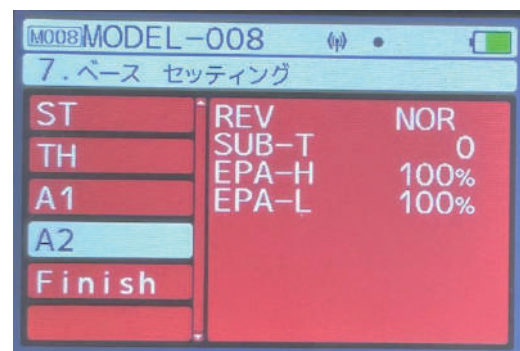 M008 MODEL-008
7.ベース セッティング
ST
TH
A1
A2
Finish
REV NOR
SUB-T 0
EPA-H 100%
EPA-L 100%